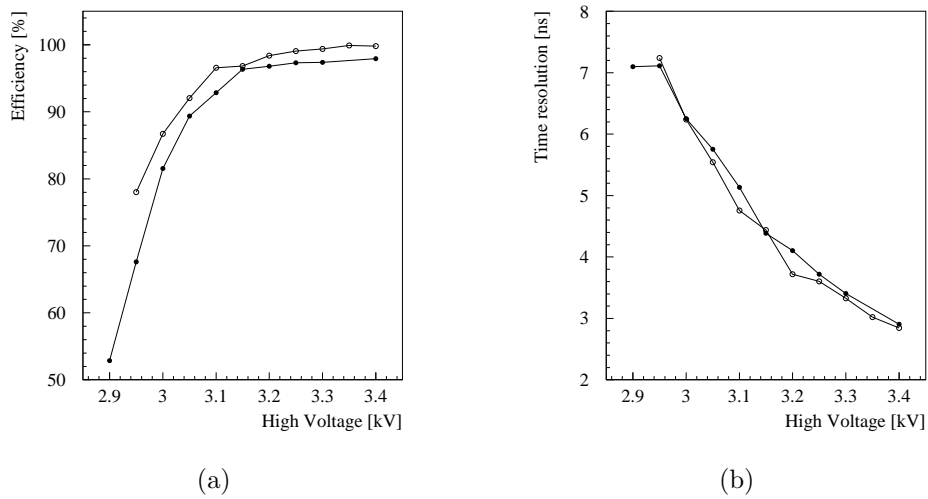 Efficiency [%]
100
90
80
70
60
50
2.9 3 3.1 3.2 3.3 3.4
High Voltage [kV]
(a)
Time resolution [ns]
8
7
6
5
4
3
2
2.9 3 3.1 3.2 3.3 3.4
High Voltage [kV]
(b)